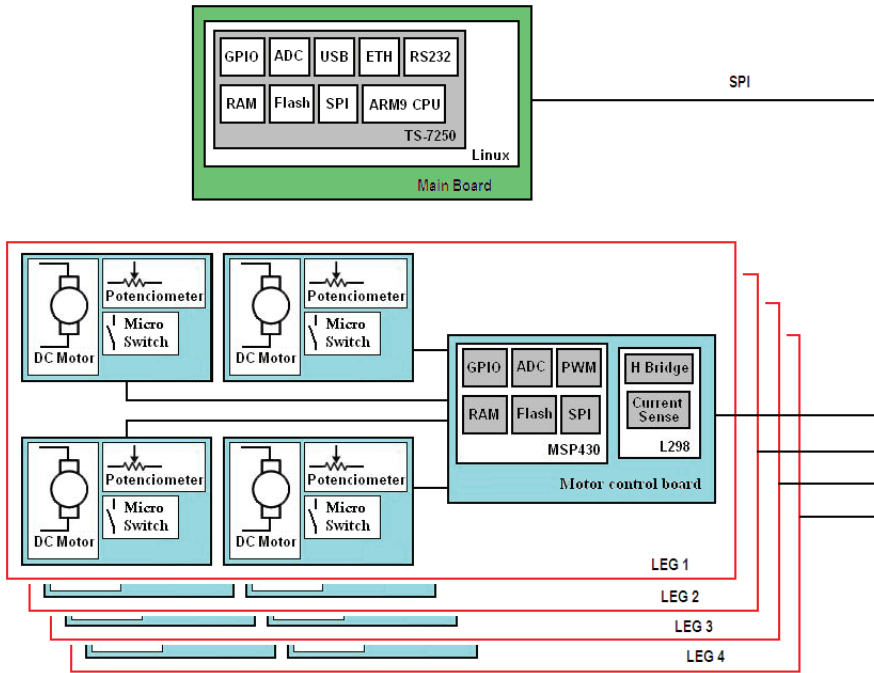 GPIO ADC USB ETH RS232
RAM Flash SPI ARM9 CPU
TS-7250
Linux
Main Board
SPI
Potenciometer
Micro
Switch
DC Motor
Potenciometer
Micro
Switch
DC Motor
GPIO ADC PWM
RAM Flash SPI
MSP430
H Bridge
Current
Sense
L298
Motor control board
Potenciometer
Micro
Switch
DC Motor
Potenciometer
Micro
Switch
DC Motor
LEG 1
LEG 2
LEG 3
LEG 4